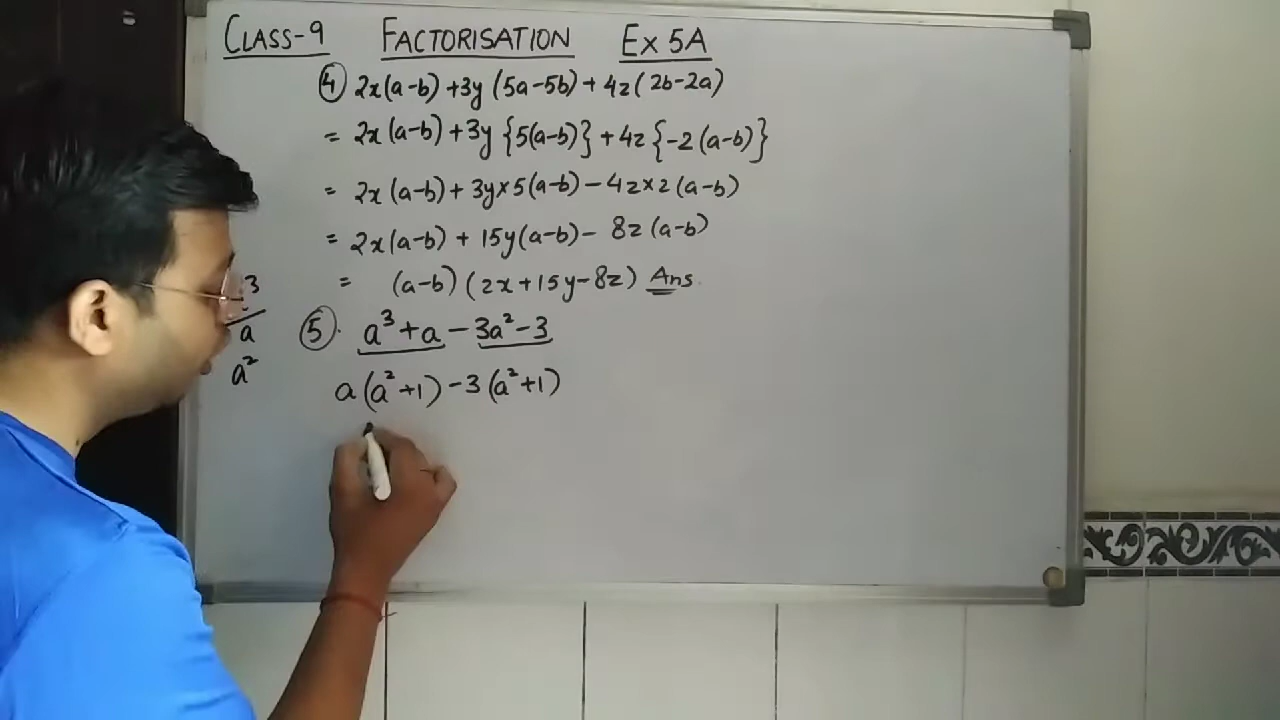 CLASS-9 FACTORISATION EX 5A
④ 2x(a-b)+3y(5a-5b)+4z(2b-2a)
= 2x(a-b)+3y{5(a-b)}+4z{-2(a-b)}
= 2x(a-b)+3y×5(a-b)-4z×2(a-b)
= 2x(a-b)+15y(a-b)-8z(a-b)
= (a-b)(2x+15y-8z) Ans.
3
a
a²
⑤. a³+a-3a²-3
a(a²+1)-3(a²+1)